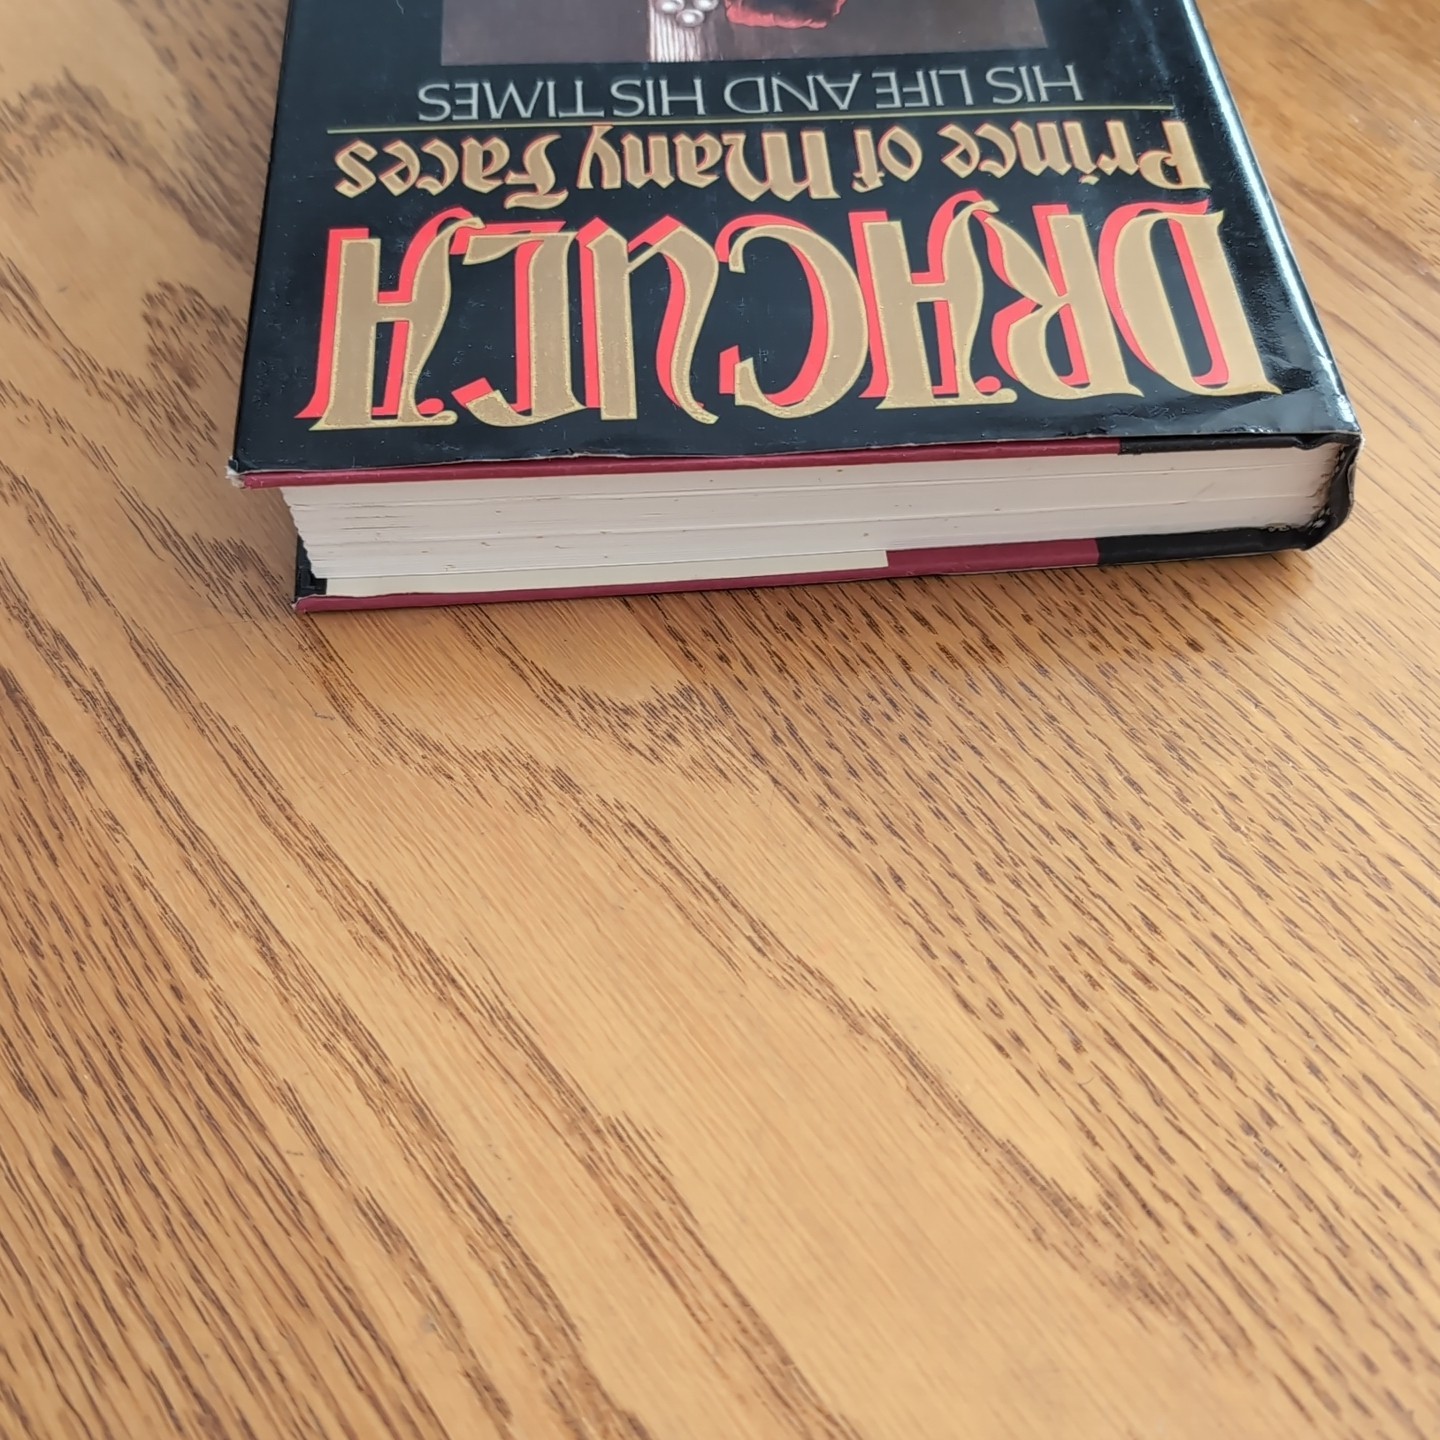 DRACULA
Prince of Many Faces
HIS LIFE AND HIS TIMES